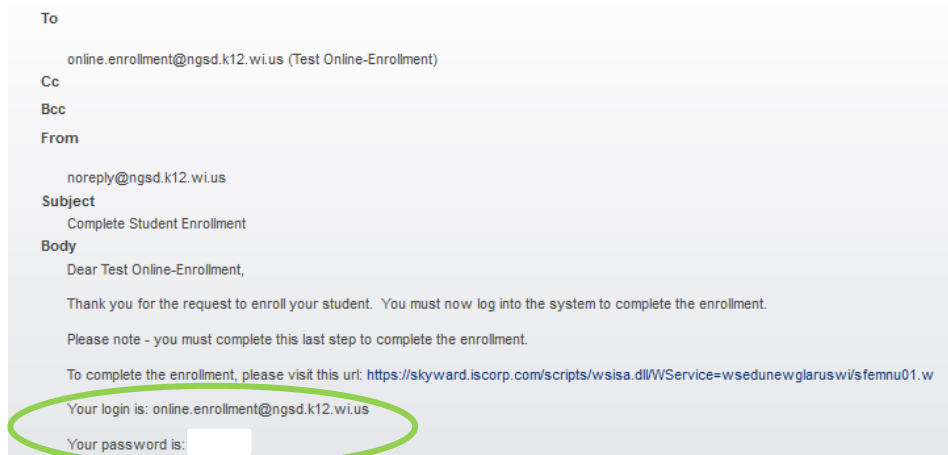 To
online.enrollment@ngsd.k12.wi.us (Test Online-Enrollment)
Cc
Bcc
From
noreply@ngsd.k12.wi.us
Subject
Complete Student Enrollment
Body
Dear Test Online-Enrollment,
Thank you for the request to enroll your student. You must now log into the system to complete the enrollment.
Please note - you must complete this last step to complete the enrollment.
To complete the enrollment, please visit this url: https://skyward.iscorp.com/scripts/wsisa.dll/WService=wsedunewglaruswi/sfemnu01.w
Your login is: online.enrollment@ngsd.k12.wi.us
Your password is: